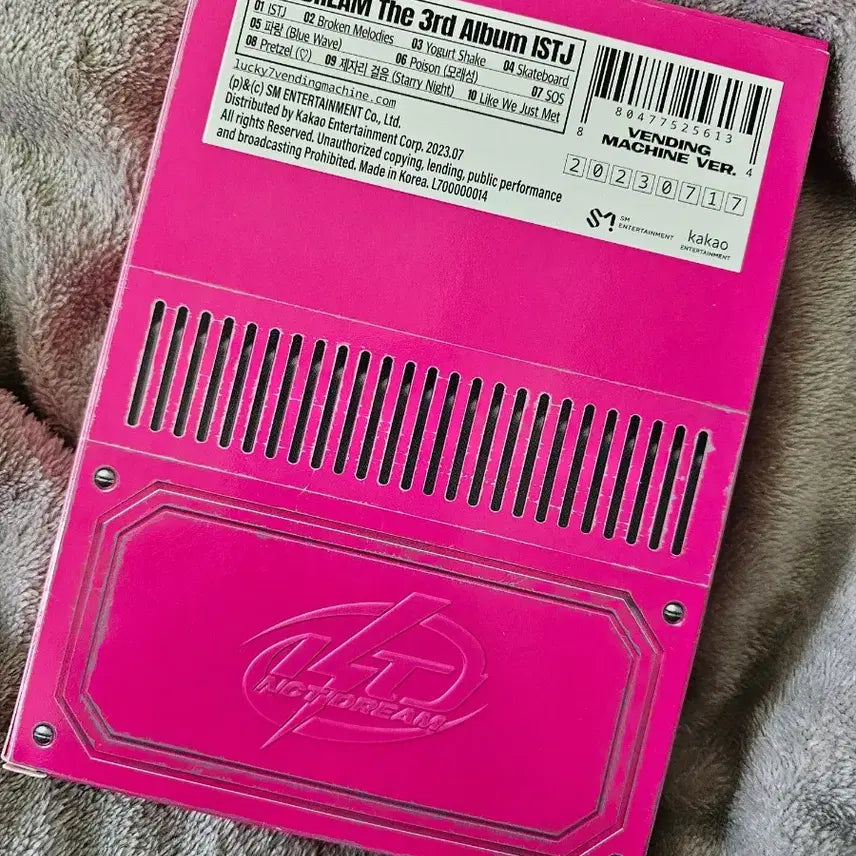 DREAM The 3rd Album ISTJ
01 ISTJ 02 Broken Melodies 03 Yogurt Shake 04 Skateboard
05 파랑 (Blue Wave) 06 Poison (모래성) 07 SOS
08 Pretzel (♡) 09 제자리 걸음 (Starry Night) 10 Like We Just Met
lucky7vendingmachine.com
(p)&(c) SM ENTERTAINMENT Co., Ltd.
Distributed by Kakao Entertainment Corp. 2023.07
All rights Reserved. Unauthorized copying, lending, public performance
and broadcasting Prohibited. Made in Korea. L700000014
8 80477525613 4
VENDING
MACHINE VER.
20230717
SM
ENTERTAINMENT
kakao
ENTERTAINMENT
NCT DREAM